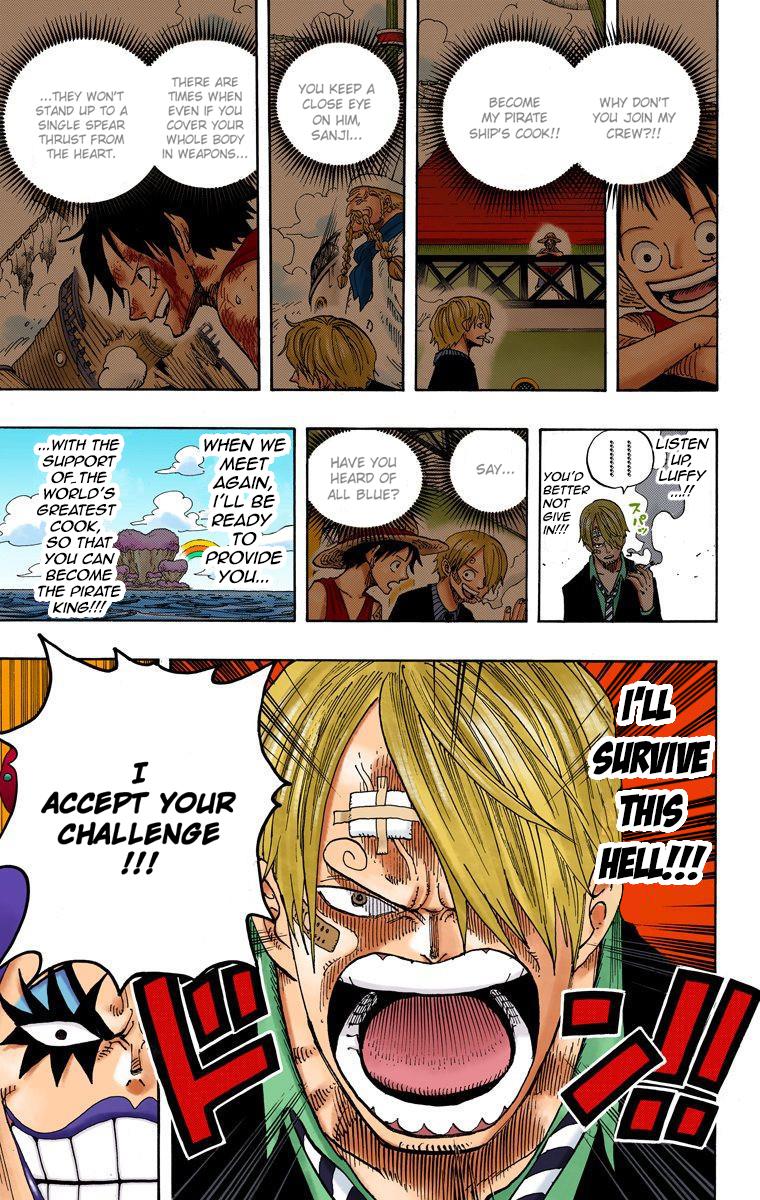 WHY DON'T
YOU JOIN MY
CREW?!!
BECOME
MY PIRATE
SHIP'S COOK!!
YOU KEEP A
CLOSE EYE
ON HIM,
SANJI...
THERE ARE
TIMES WHEN
EVEN IF YOU
COVER YOUR
WHOLE BODY
IN WEAPONS...
...THEY WON'T
STAND UP TO A
SINGLE SPEAR
THRUST FROM
THE HEART.
LISTEN
UP,
LUFFY
...!!
!!
スパッ
YOU'D
BETTER
NOT
GIVE
IN!!!
SAY...
HAVE YOU
HEARD OF
ALL BLUE?
WHEN WE
MEET
AGAIN,
I'LL BE
READY
TO
PROVIDE
YOU...
...WITH THE
SUPPORT
OF THE
WORLD'S
GREATEST
COOK,
SO THAT
YOU CAN
BECOME
THE PIRATE
KING!!!
I'LL
SURVIVE
THIS
HELL!!!
I
ACCEPT YOUR
CHALLENGE
!!!
ドン!!